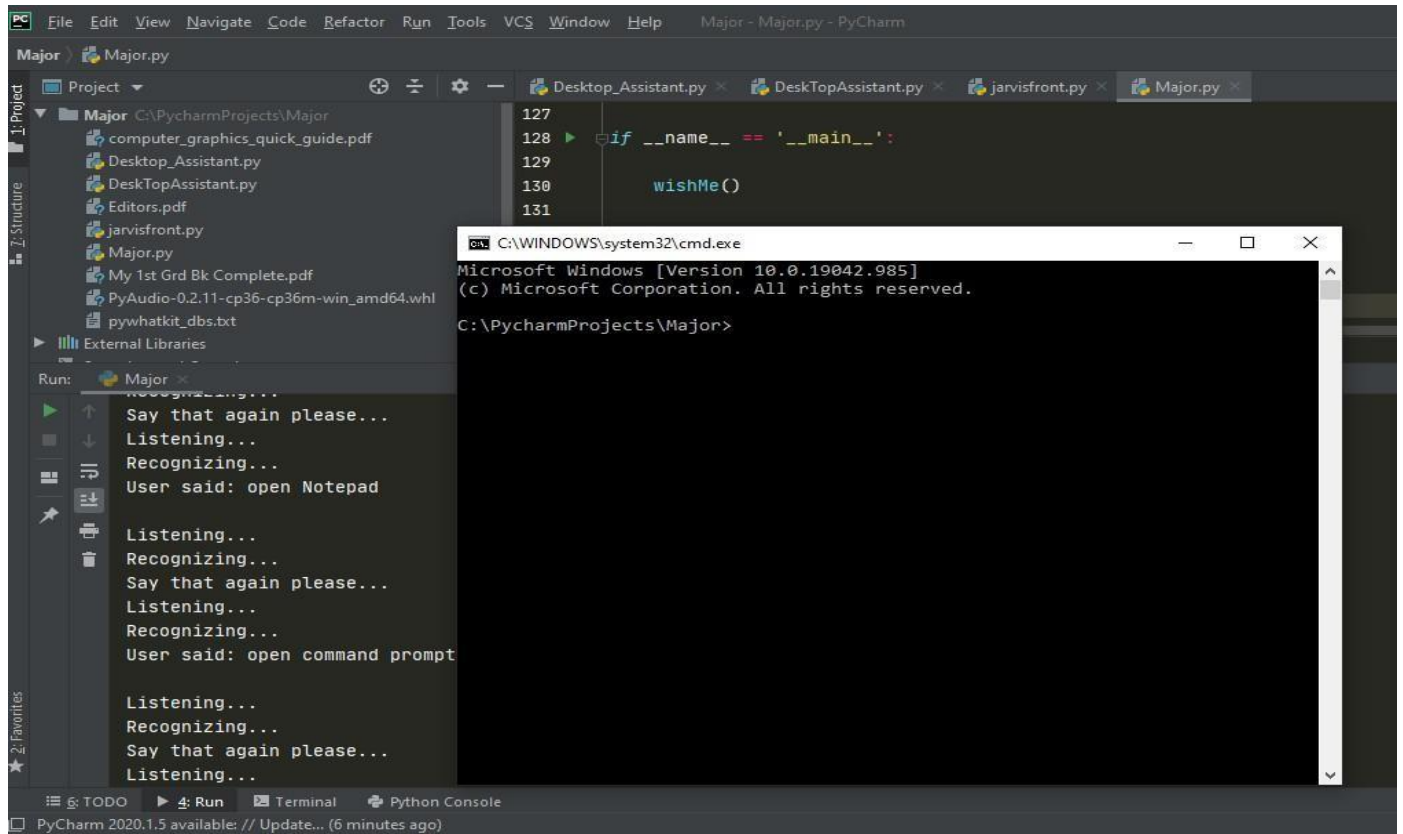 PC File Edit View Navigate Code Refactor Run Tools VCS Window Help Major - Major.py - PyCharm
Major Major.py
1: Project
Project
Desktop_Assistant.py DeskTopAssistant.py jarvisfront.py Major.py
Major C:\PycharmProjects\Major
computer_graphics_quick_guide.pdf
Desktop_Assistant.py
DeskTopAssistant.py
Editors.pdf
jarvisfront.py
Major.py
My 1st Grd Bk Complete.pdf
PyAudio-0.2.11-cp36-cp36m-win_amd64.whl
pywhatkit_dbs.txt
External Libraries
7: Structure
127
128 if __name__ == '__main__':
129
130 wishMe()
131
C:\WINDOWS\system32\cmd.exe
Microsoft Windows [Version 10.0.19042.985]
(c) Microsoft Corporation. All rights reserved.
C:\PycharmProjects\Major>
Run: Major
Recognizing...
Say that again please...
Listening...
Recognizing...
User said: open Notepad
Listening...
Recognizing...
Say that again please...
Listening...
Recognizing...
User said: open command prompt
Listening...
Recognizing...
Say that again please...
Listening...
2: Favorites
6: TODO 4: Run Terminal Python Console
PyCharm 2020.1.5 available: // Update... (6 minutes ago)